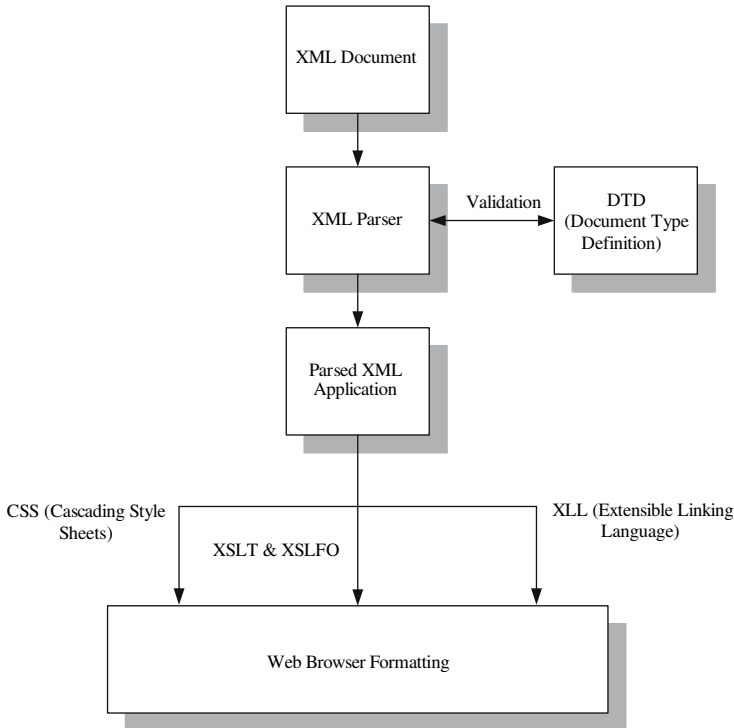 XML Document
XML Parser
Validation
DTD
(Document Type
Definition)
Parsed XML
Application
CSS (Cascading Style
Sheets)
XSLT & XSLFO
XLL (Extensible Linking
Language)
Web Browser Formatting